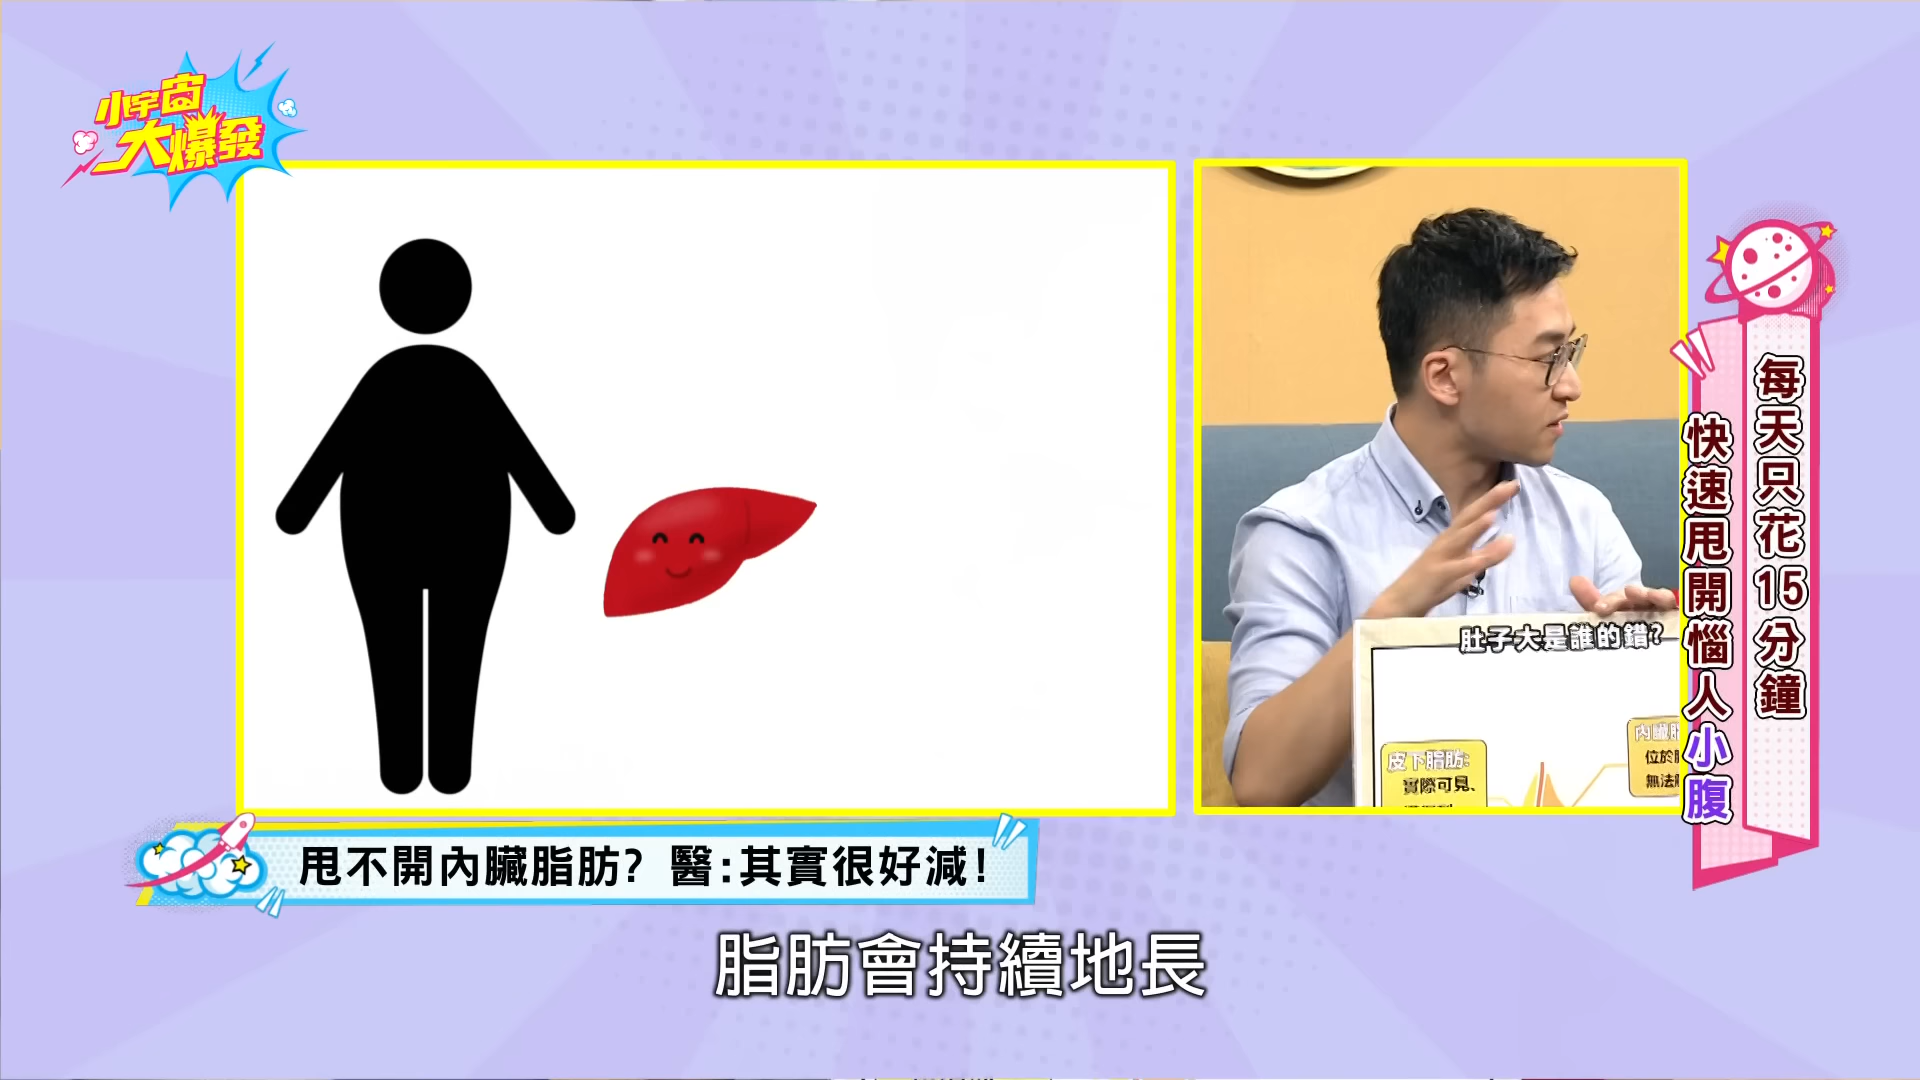 小宇宙
大爆發
每天只花15分鐘
快速甩開惱人小腹
肚子大是誰的錯?
皮下脂肪:
實際可見、
內臟
位於
無法
甩不開內臟脂肪? 醫:其實很好減!
脂肪會持續地長